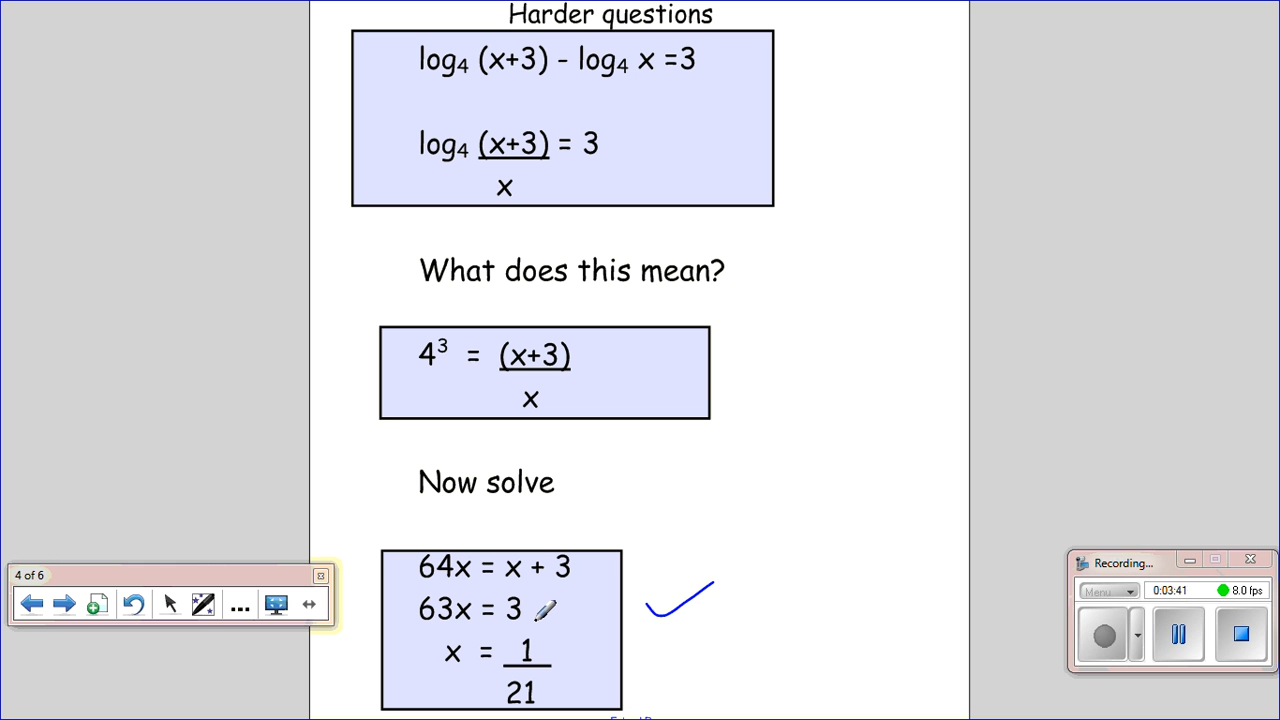 Harder questions
log₄ (x+3) - log₄ x =3
log₄ (x+3) = 3
x
What does this mean?
4³ = (x+3)
x
Now solve
64x = x + 3
63x = 3
x = 1
21
4 of 6
...
Recording...
Menu
0:03:41
8.0 fps